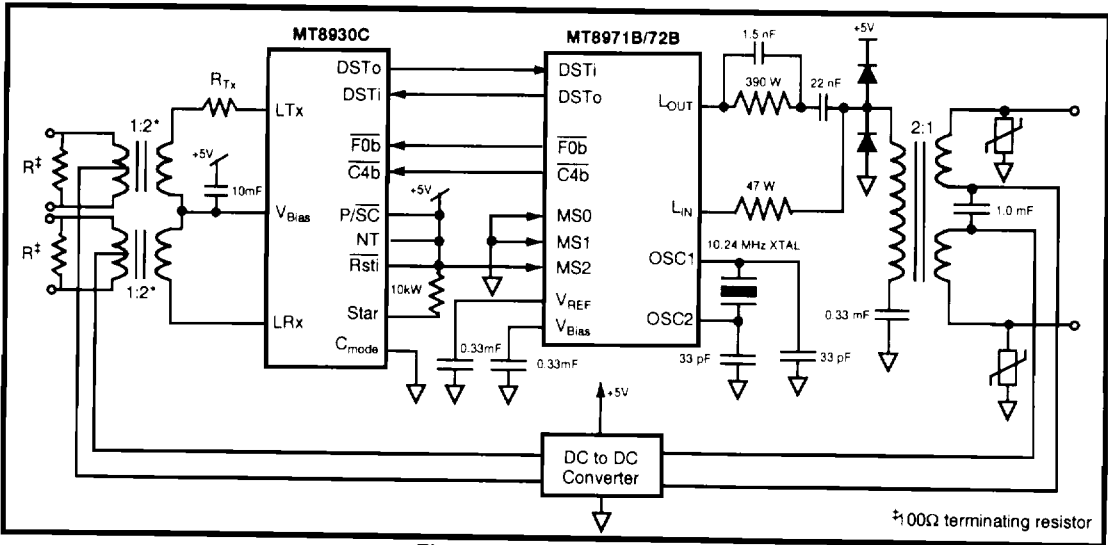 MT8930C
MT8971B/72B
DSTo
DSTi
F0b
C4b
P/SC
NT
Rsti
Star
Cmode
LTx
VBias
LRx
RTx
1:2*
R‡
+5V
10mF
R‡
1:2*
+5V
10kW
DSTi
DSTo
F0b
C4b
MS0
MS1
MS2
VREF
VBias
0.33mF
0.33mF
LOUT
LIN
OSC1
OSC2
1.5 nF
390 W
22 nF
47 W
10.24 MHz XTAL
33 pF
33 pF
+5V
2:1
0.33 mF
1.0 mF
+5V
DC to DC
Converter
‡100Ω terminating resistor